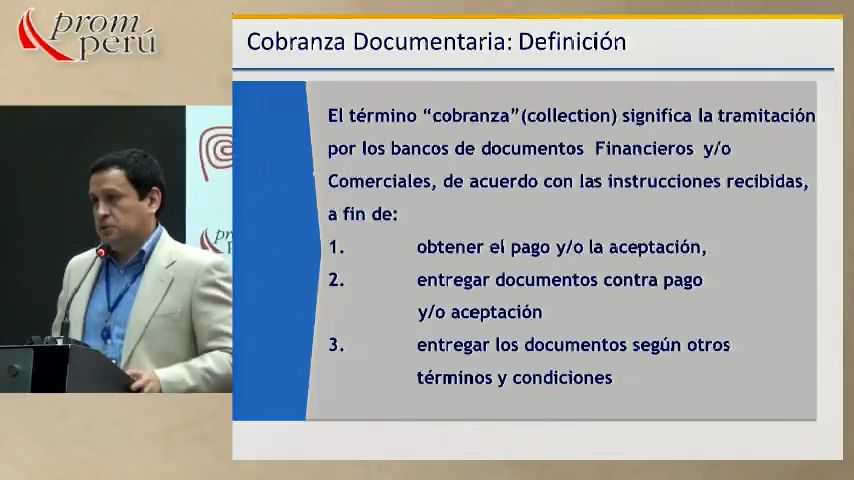 prom
perú
Cobranza Documentaria: Definición
El término “cobranza”(collection) significa la tramitación
por los bancos de documentos Financieros y/o
Comerciales, de acuerdo con las instrucciones recibidas,
a fin de:
1. obtener el pago y/o la aceptación,
2. entregar documentos contra pago
y/o aceptación
3. entregar los documentos según otros
términos y condiciones